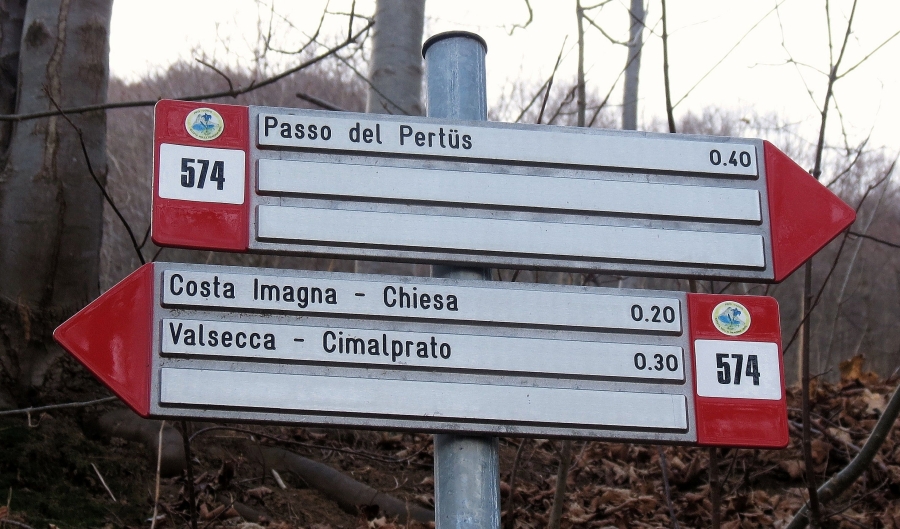 574
Passo del Pertüs 0.40
Costa Imagna - Chiesa 0.20
Valsecca - Cimalprato 0.30
574